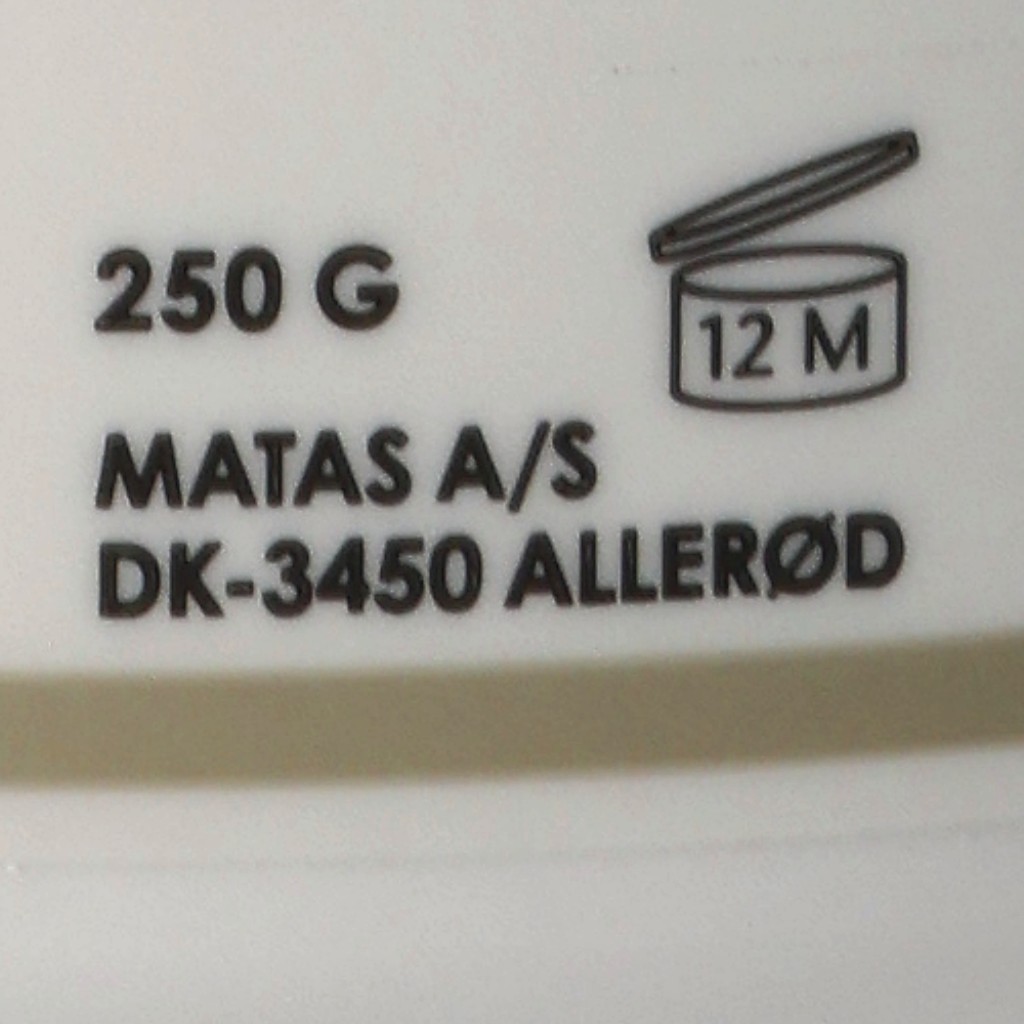 250 G
12 M
MATAS A/S
DK-3450 ALLERØD